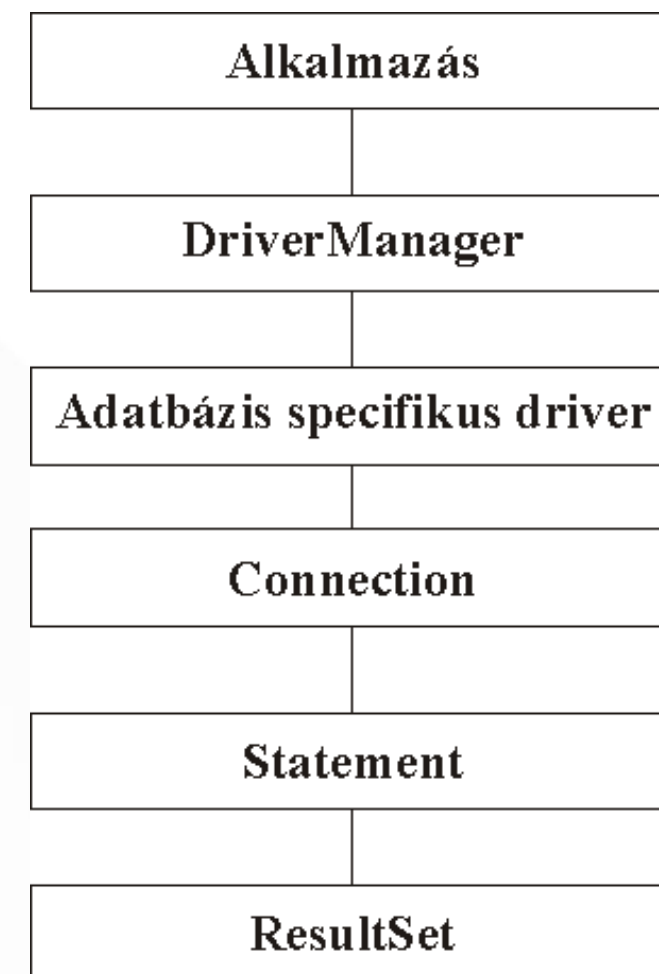 Alkalmazás
DriverManager
Adatbázis specifikus driver
Connection
Statement
ResultSet